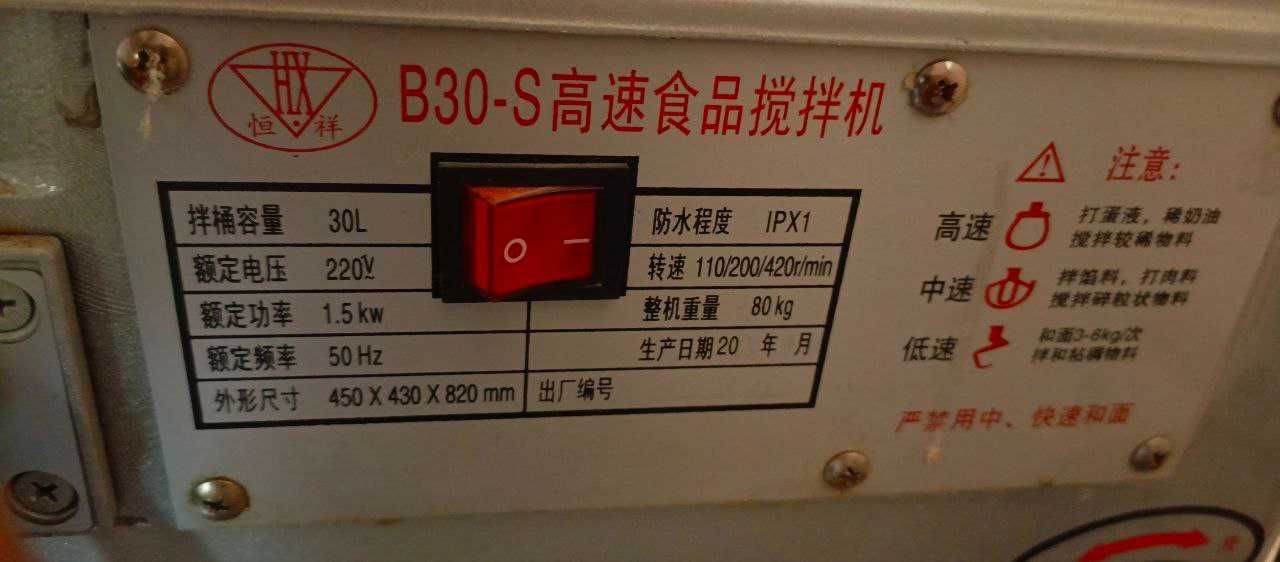 HX
恒 祥
B30-S高速食品搅拌机
拌桶容量 30L
额定电压 220V
额定功率 1.5 kw
额定频率 50 Hz
外形尺寸 450 X 430 X 820 mm
防水程度 IPX1
转速 110/200/420r/min
整机重量 80 kg
生产日期20 年 月
出厂编号
注意:
高速 打蛋液，稀奶油
搅拌较稀物料
中速 拌馅料，打肉料
搅拌碎粒状物料
低速 和面3-6kg/次
拌和粘稠物料
严禁用中、快速和面